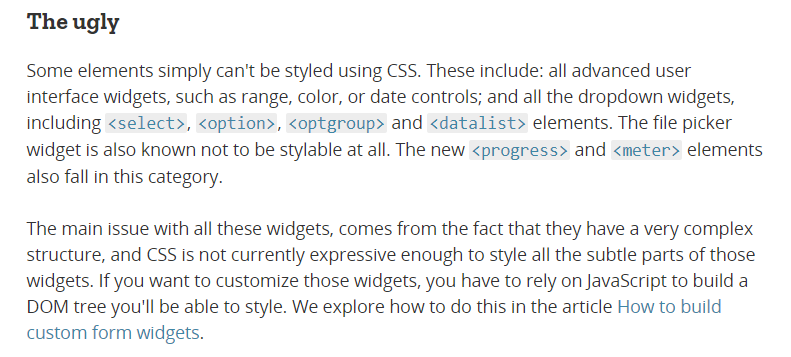 The ugly
Some elements simply can't be styled using CSS. These include: all advanced user
interface widgets, such as range, color, or date controls; and all the dropdown widgets,
including <select>, <option>, <optgroup> and <datalist> elements. The file picker
widget is also known not to be stylable at all. The new <progress> and <meter> elements
also fall in this category.
The main issue with all these widgets, comes from the fact that they have a very complex
structure, and CSS is not currently expressive enough to style all the subtle parts of those
widgets. If you want to customize those widgets, you have to rely on JavaScript to build a
DOM tree you'll be able to style. We explore how to do this in the article How to build
custom form widgets.